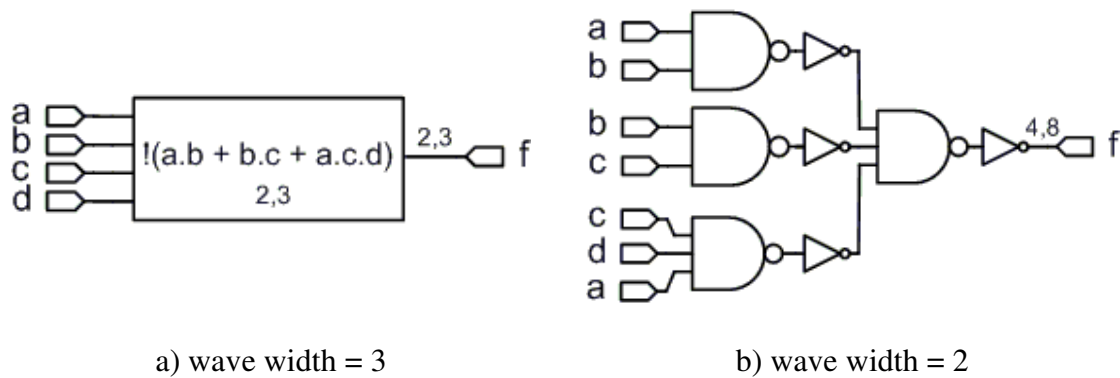 a
b
c
d
!(a.b + b.c + a.c.d)
2,3
2,3
f
a
b
b
c
c
d
a
4,8
f
a) wave width = 3
b) wave width = 2